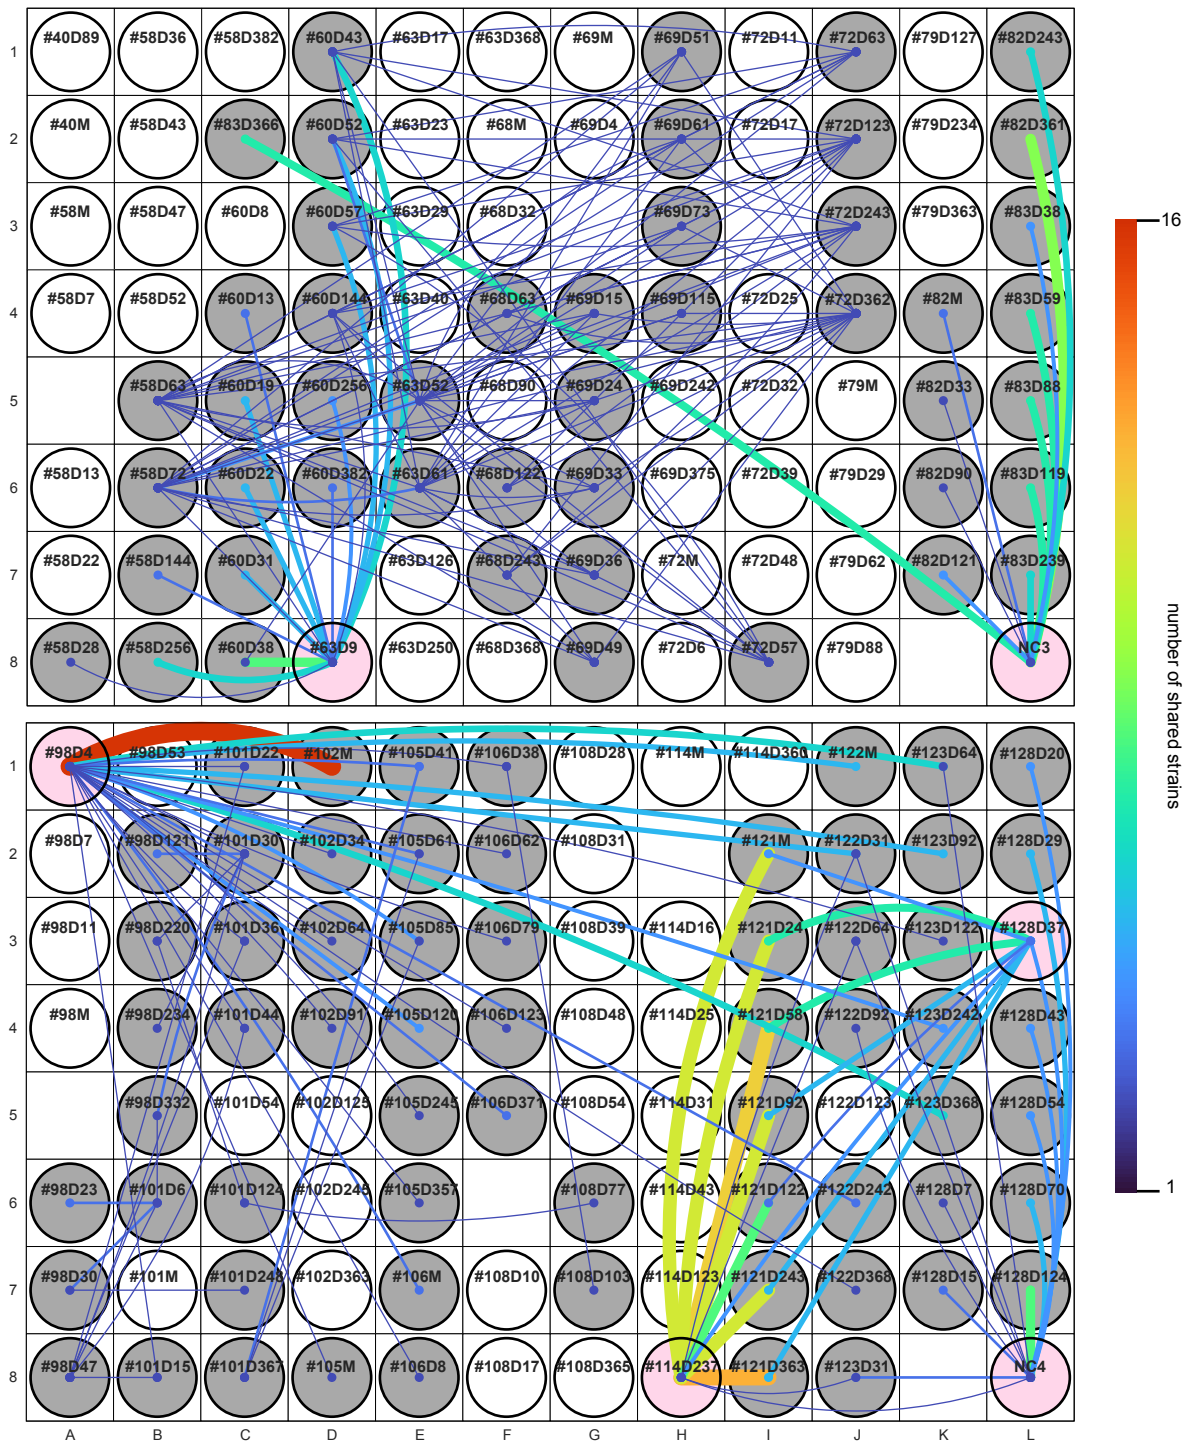 #40D89 #58D36 #58D382 #60D43 #63D17 #63D368 #69M #69D51 #72D11 #72D63 #79D127 #82D243
1
#40M #58D43 #83D366 #60D52 #63D23 #68M #69D4 #69D61 #72D17 #72D123 #79D234 #82D361
2
#58M #58D47 #60D8 #60D57 #63D29 #68D32 #69D73 #72D243 #79D363 #83D38
3
#58D7 #58D52 #60D13 #60D144 #63D40 #68D63 #69D15 #69D115 #72D25 #72D362 #82M #83D59
4
#58D63 #60D19 #60D256 #63D52 #68D90 #69D24 #69D242 #72D32 #79M #82D33 #83D88
5
#58D13 #58D72 #60D22 #60D382 #63D61 #68D122 #69D33 #69D375 #72D39 #79D29 #82D90 #83D119
6
#58D22 #58D144 #60D31 #63D126 #68D243 #69D36 #72M #72D48 #79D62 #82D121 #83D239
7
#58D28 #58D256 #60D38 #63D9 #63D250 #68D368 #69D49 #72D6 #72D57 #79D88 NC3
8
#98D4 #98D53 #101D22 #102M #105D41 #106D38 #108D28 #114M #114D360 #122M #123D64 #128D20
1
#98D7 #98D121 #101D30 #102D34 #105D61 #106D62 #108D31 #121M #122D31 #123D92 #128D29
2
#98D11 #98D220 #101D36 #102D64 #105D85 #106D79 #108D39 #114D16 #121D24 #122D64 #123D122 #128D37
3
#98M #98D234 #101D44 #102D91 #105D120 #106D123 #108D48 #114D25 #121D58 #122D92 #123D242 #128D43
4
#98D332 #101D54 #102D125 #105D245 #106D371 #108D54 #114D31 #121D92 #122D123 #123D368 #128D54
5
#98D23 #101D6 #101D124 #102D245 #105D357 #108D77 #114D43 #121D122 #122D242 #128D7 #128D70
6
#98D30 #101M #101D248 #102D363 #106M #108D10 #108D103 #114D123 #121D243 #122D368 #128D15 #128D124
7
#98D47 #101D15 #101D367 #105M #106D8 #108D17 #108D365 #114D237 #121D363 #123D31 NC4
8
A B C D E F G H I J K L
16
number of shared strains
1